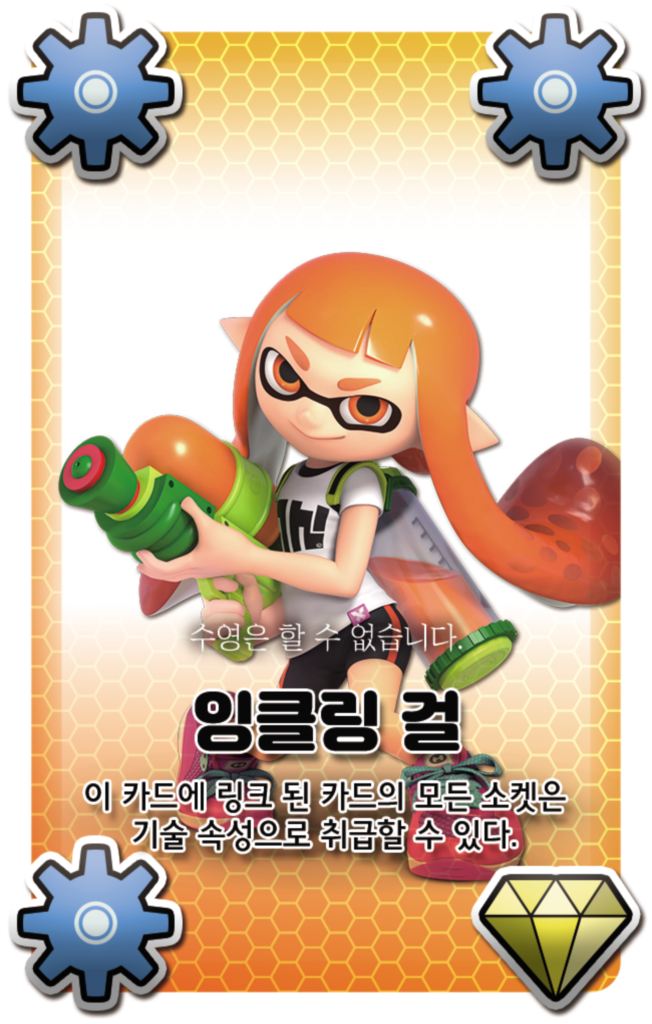 수영은 할 수 없습니다.
잉클링 걸
이 카드에 링크 된 카드의 모든 소켓은
기술 속성으로 취급할 수 있다.